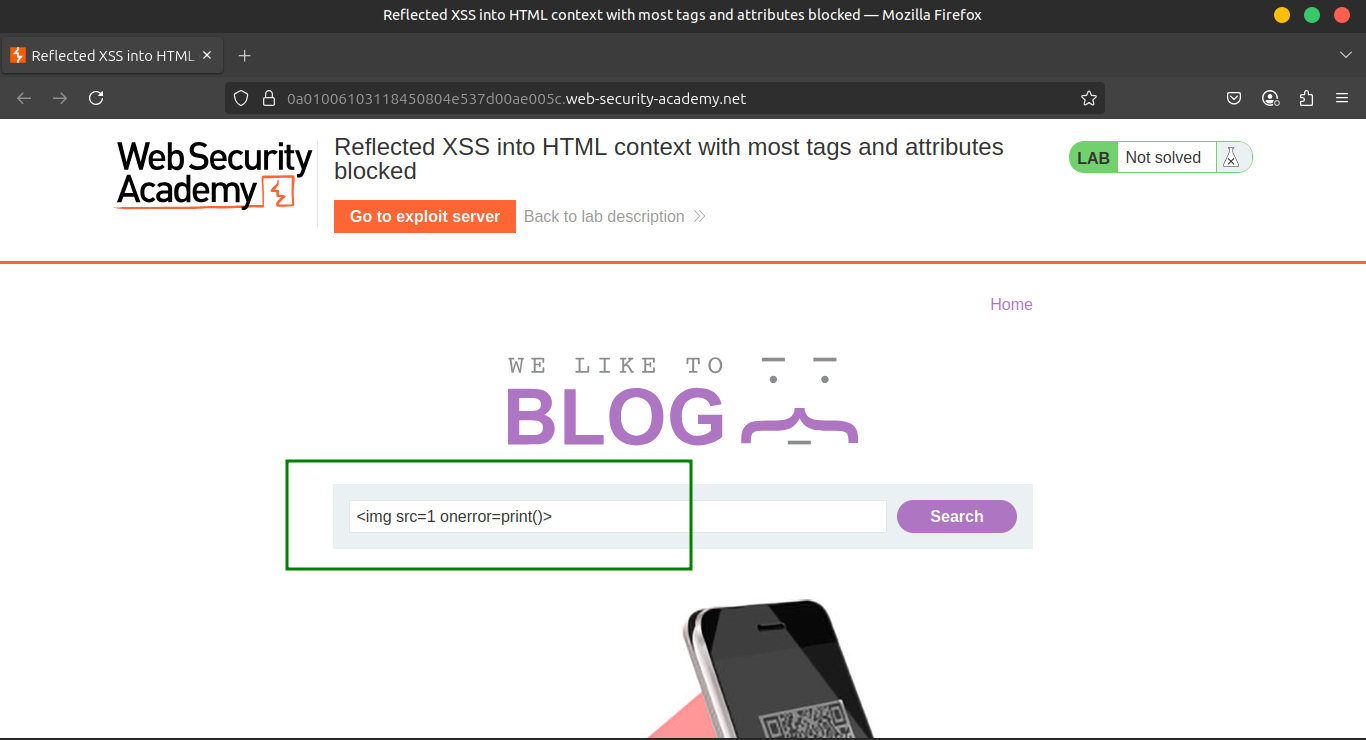 Reflected XSS into HTML context with most tags and attributes blocked — Mozilla Firefox
Reflected XSS into HTML
0a01006103118450804e537d00ae005c.web-security-academy.net
Web Security
Academy
Reflected XSS into HTML context with most tags and attributes
blocked
LAB Not solved
Go to exploit server Back to lab description
Home
WE LIKE TO
BLOG
<img src=1 onerror=print()>
Search